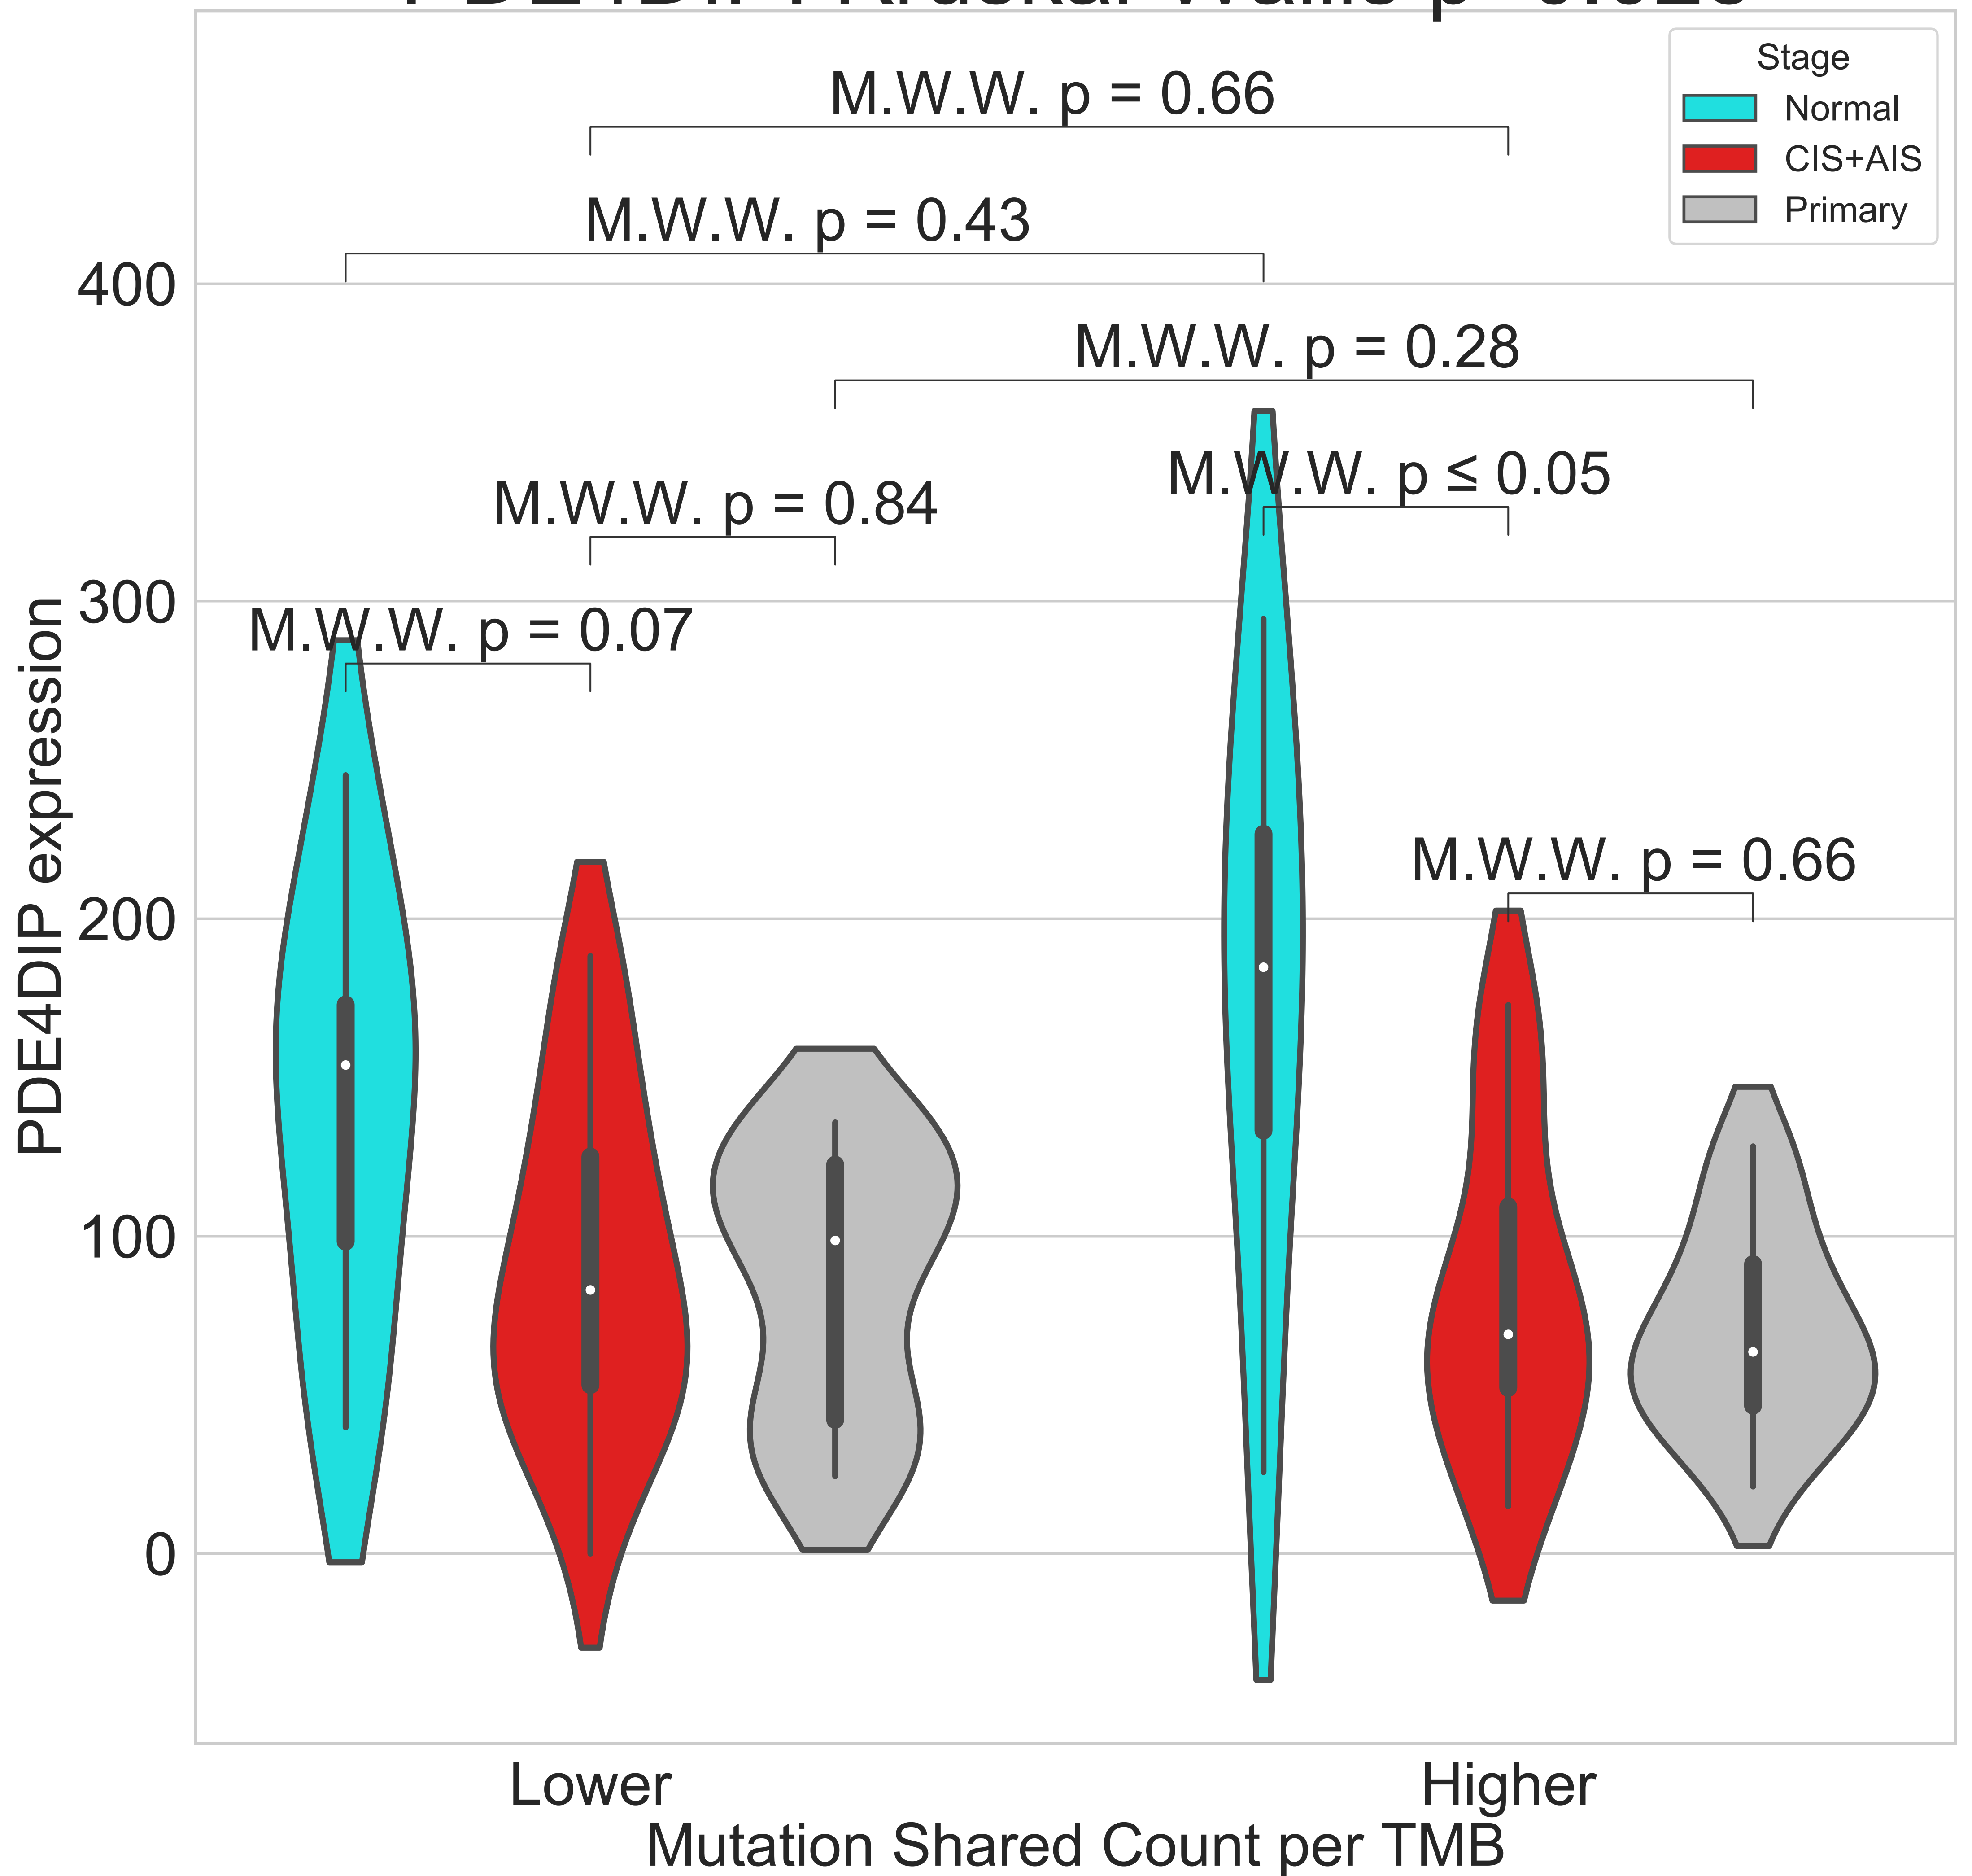 Stage
Normal
CIS+AIS
Primary
M.W.W. p = 0.66
M.W.W. p = 0.43
M.W.W. p = 0.28
M.W.W. p ≤ 0.05
M.W.W. p = 0.84
M.W.W. p = 0.07
M.W.W. p = 0.66
PDE4DIP expression
400
300
200
100
0
Lower
Higher
Mutation Shared Count per TMB